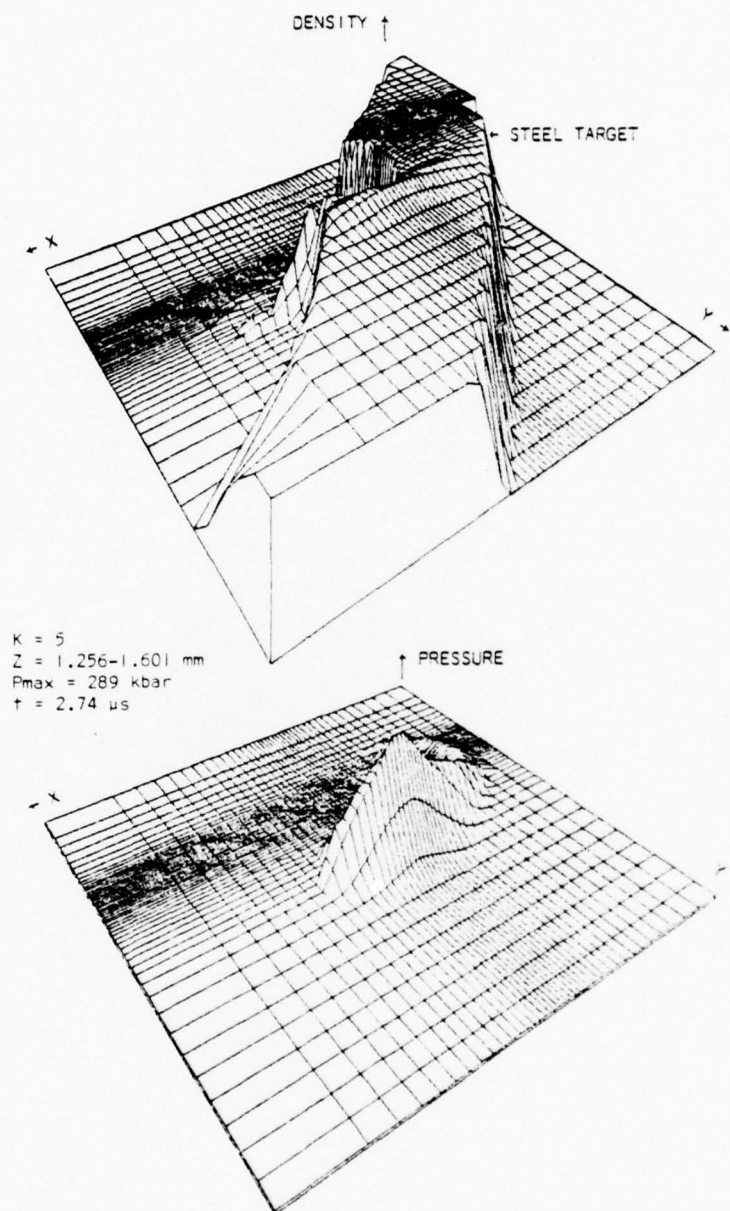 DENSITY ↑
← STEEL TARGET
← X
Y →
K = 5
Z = 1.256-1.601 mm
Pmax = 289 kbar
t = 2.74 μs
↑ PRESSURE
← X